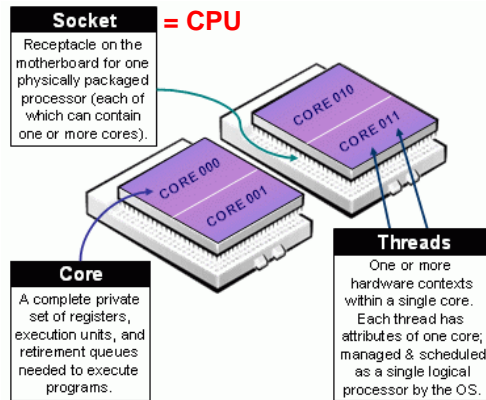 Socket = CPU
Receptacle on the
motherboard for one
physically packaged
processor (each of
which can contain
one or more cores).
CORE 010
CORE 011
CORE 000
CORE 001
Core
A complete private
set of registers,
execution units, and
retirement queues
needed to execute
programs.
Threads
One or more
hardware contexts
within a single core.
Each thread has
attributes of one core;
managed & scheduled
as a single logical
processor by the OS.